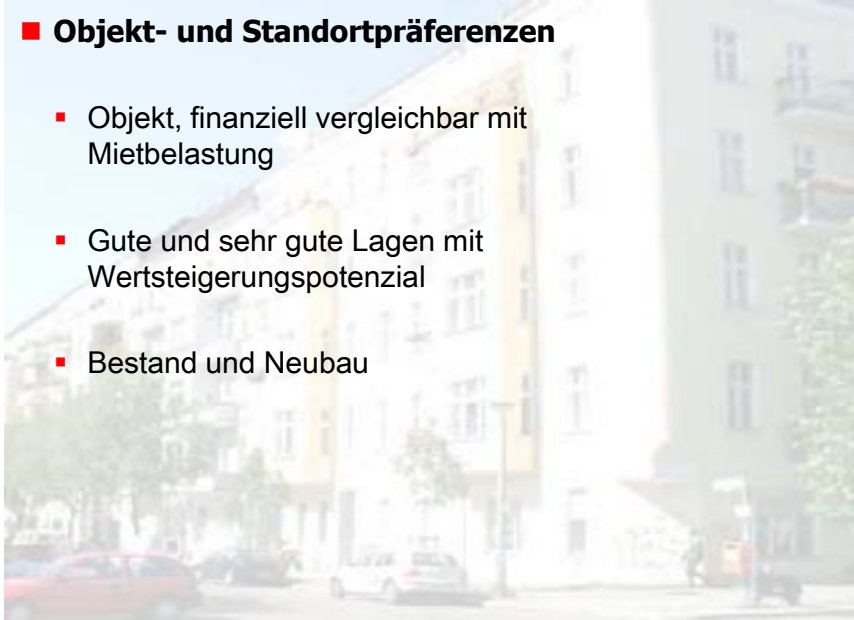 Objekt- und Standortpräferenzen
Objekt, finanziell vergleichbar mit
Mietbelastung
Gute und sehr gute Lagen mit
Wertsteigerungspotenzial
Bestand und Neubau